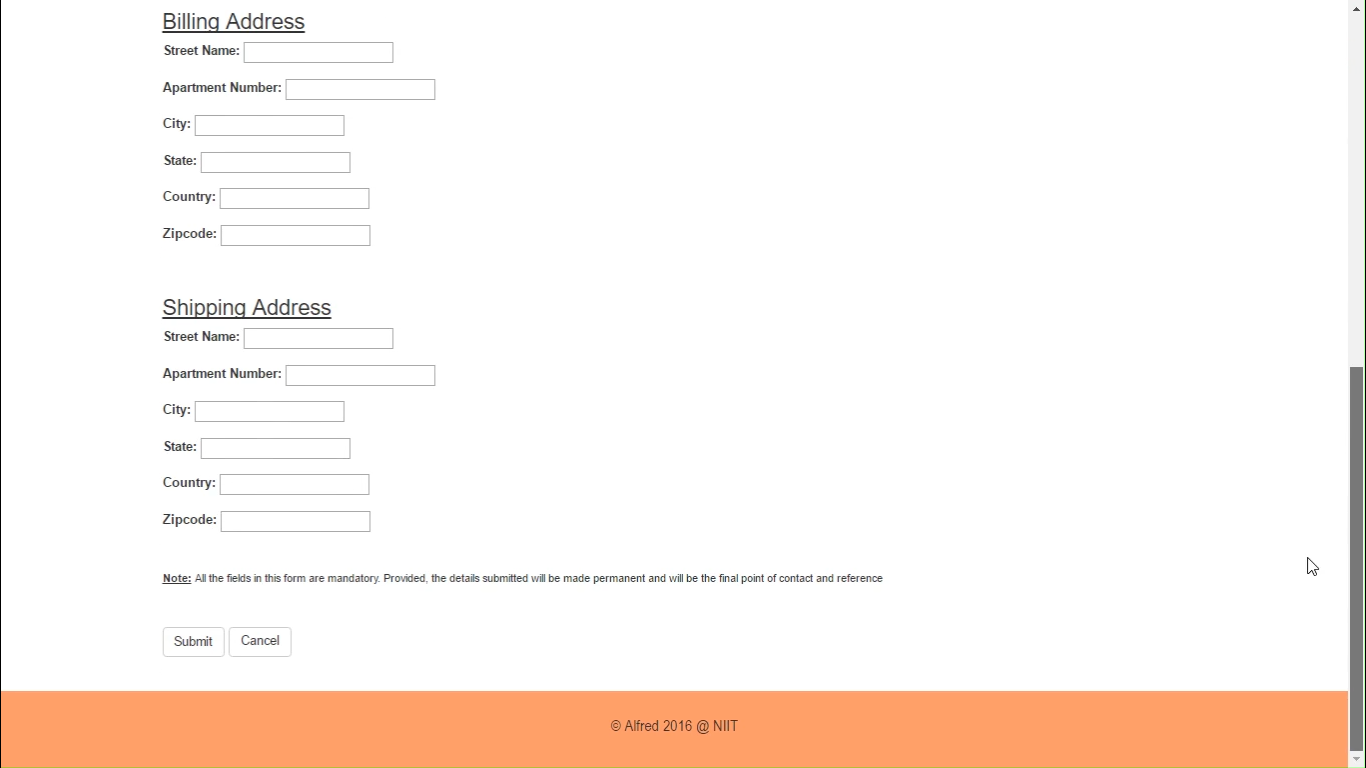 Billing Address
Street Name:
Apartment Number:
City:
State:
Country:
Zipcode:
Shipping Address
Street Name:
Apartment Number:
City:
State:
Country:
Zipcode:
Note: All the fields in this form are mandatory. Provided, the details submitted will be made permanent and will be the final point of contact and reference
Submit Cancel
© Alfred 2016 @ NIIT